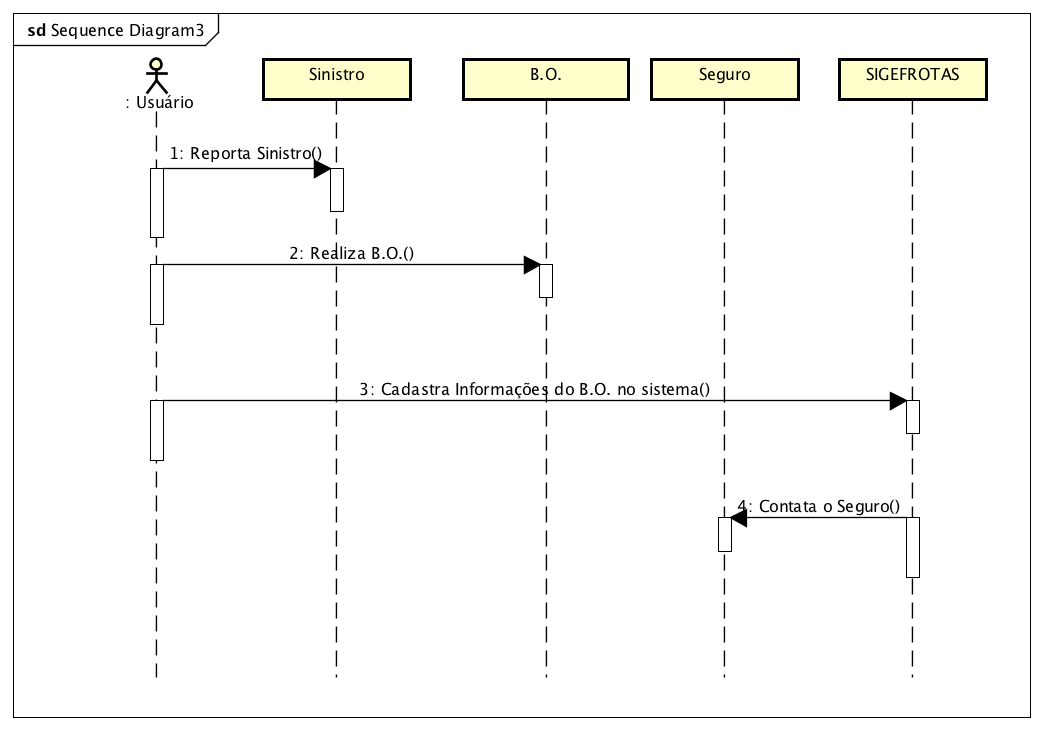 sd Sequence Diagram3
: Usuário
Sinistro
B.O.
Seguro
SIGEFROTAS
1: Reporta Sinistro()
2: Realiza B.O.()
3: Cadastra Informações do B.O. no sistema()
4: Contata o Seguro()